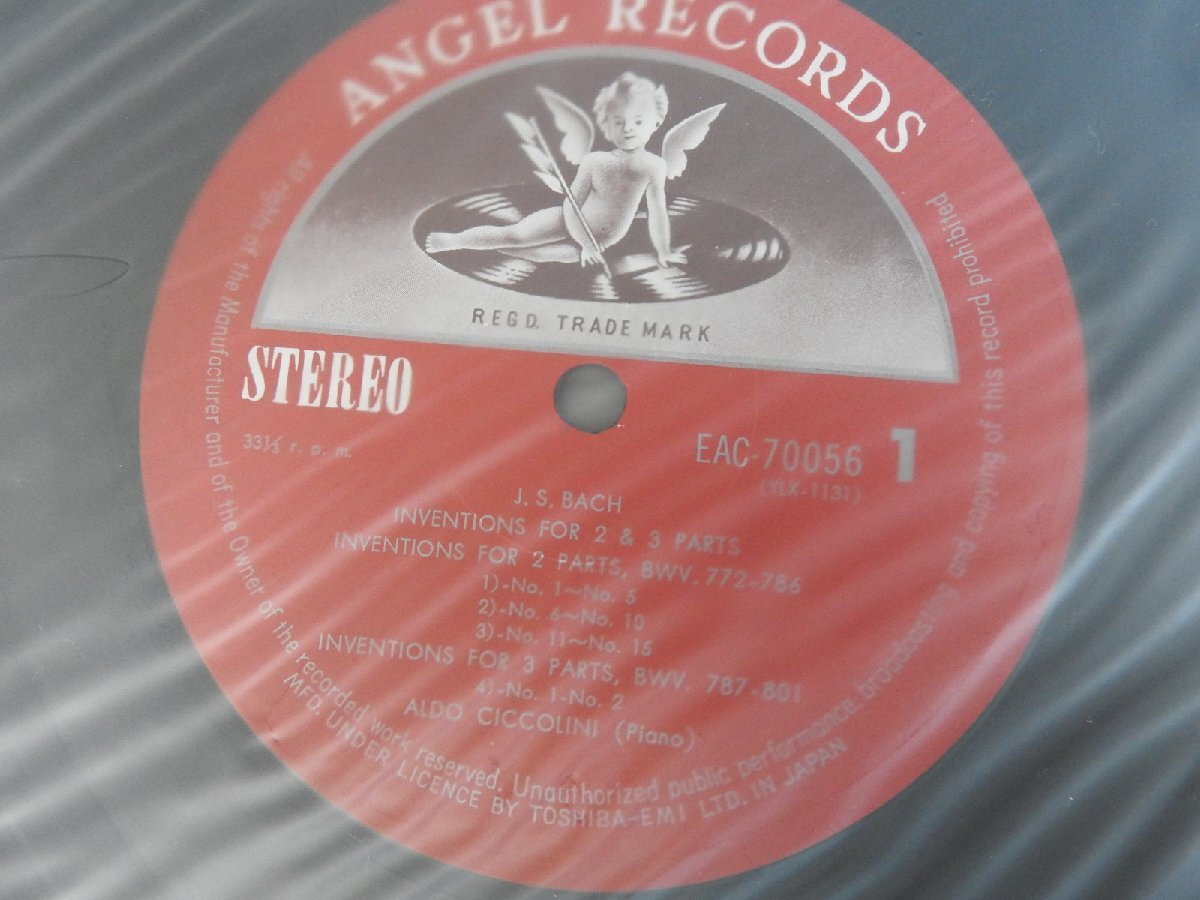 ANGEL RECORDS
REGD. TRADE MARK
STEREO
33⅓ r. p. m.
EAC-70056 1
(YLX-1131)
J. S. BACH
INVENTIONS FOR 2 & 3 PARTS
INVENTIONS FOR 2 PARTS, BWV. 772-786
1)-No. 1~No. 5
2)-No. 6~No. 10
3)-No. 11~No. 15
INVENTIONS FOR 3 PARTS, BWV. 787-801
4)-No. 1-No. 2
ALDO CICCOLINI (Piano)
All rights of the Manufacturer and of the Owner of the recorded work reserved. Unauthorized public performance, broadcasting and copying of this record prohibited
MFD. UNDER LICENCE BY TOSHIBA-EMI LTD. IN JAPAN